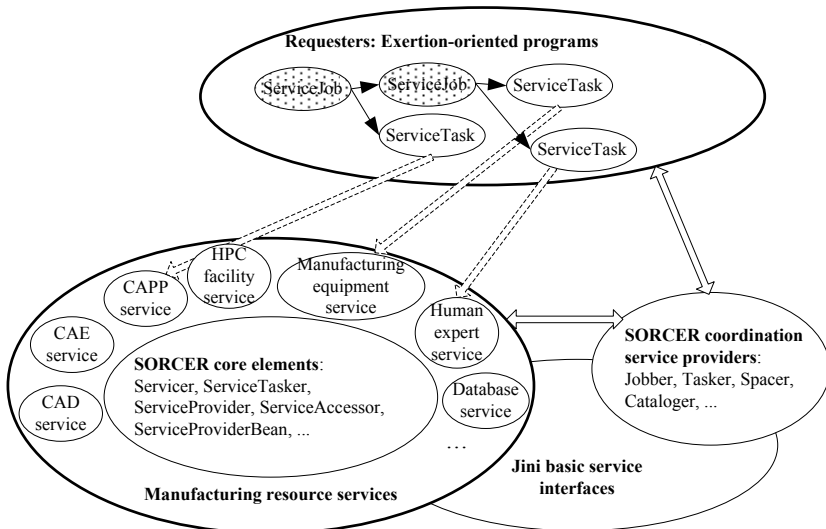 Requesters: Exertion-oriented programs
ServiceJob
ServiceJob
ServiceTask
ServiceTask
ServiceTask
HPC
facility
service
Manufacturing
equipment
service
CAPP
service
Human
expert
service
CAE
service
CAD
service
Database
service
...
SORCER core elements:
Servicer, ServiceTasker,
ServiceProvider, ServiceAccessor,
ServiceProviderBean, ...
Manufacturing resource services
SORCER coordination
service providers:
Jobber, Tasker, Spacer,
Cataloger, ...
Jini basic service
interfaces